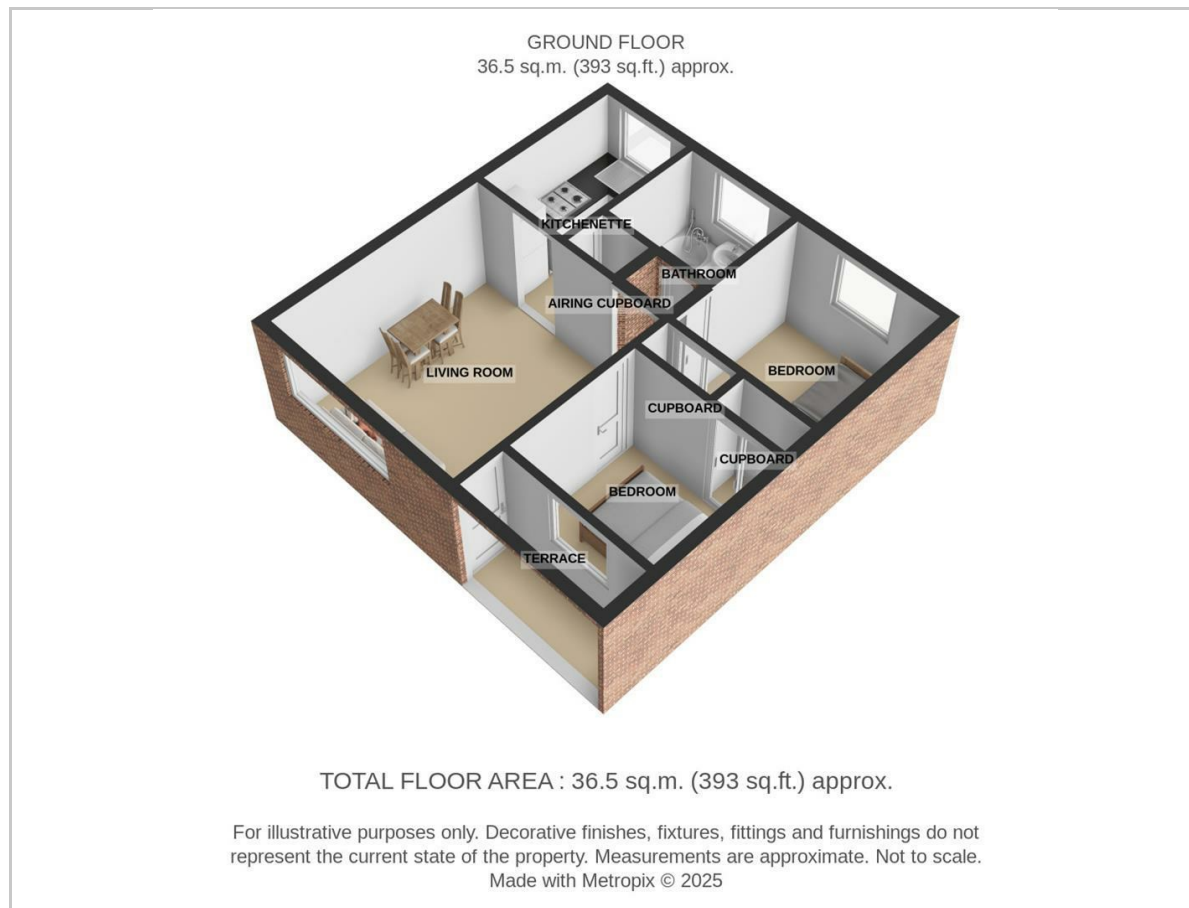 GROUND FLOOR
36.5 sq.m. (393 sq.ft.) approx.
KITCHENETTE
BATHROOM
AIRING CUPBOARD
LIVING ROOM
BEDROOM
CUPBOARD
CUPBOARD
BEDROOM
TERRACE
TOTAL FLOOR AREA : 36.5 sq.m. (393 sq.ft.) approx.
For illustrative purposes only. Decorative finishes, fixtures, fittings and furnishings do not
represent the current state of the property. Measurements are approximate. Not to scale.
Made with Metropix © 2025